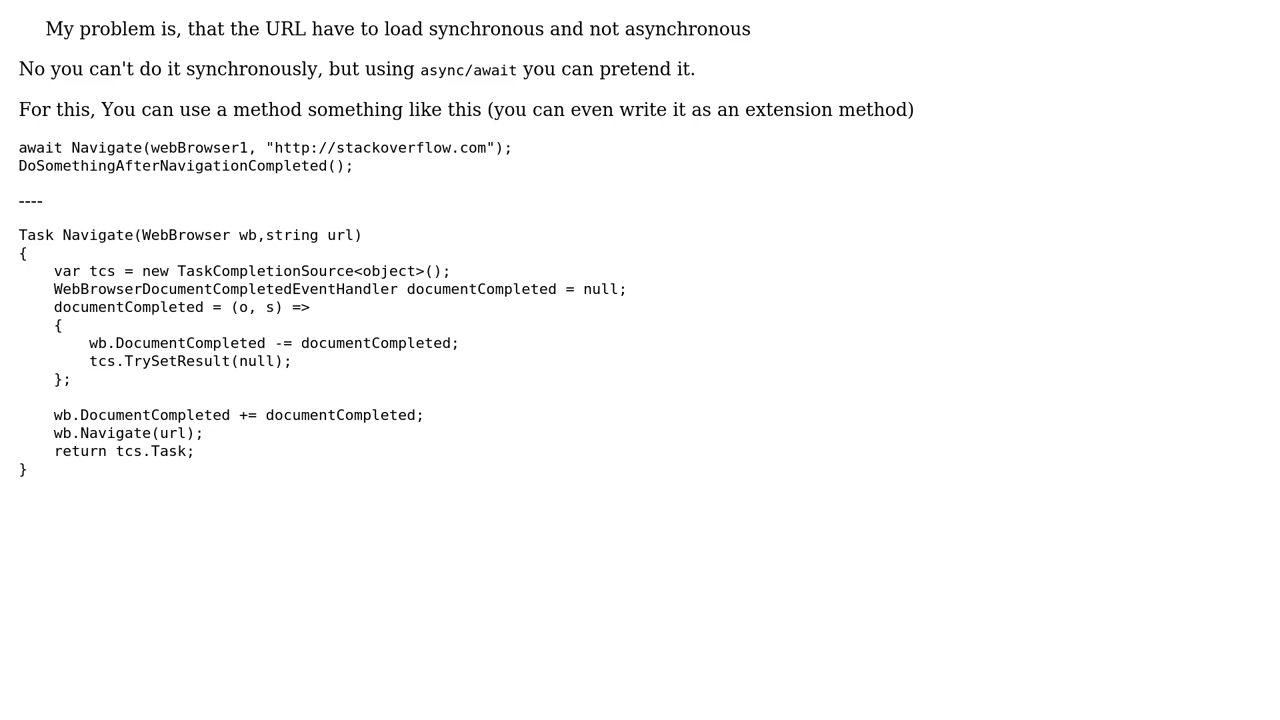 My problem is, that the URL have to load synchronous and not asynchronous
No you can't do it synchronously, but using async/await you can pretend it.
For this, You can use a method something like this (you can even write it as an extension method)
await Navigate(webBrowser1, "http://stackoverflow.com");
DoSomethingAfterNavigationCompleted();
----
Task Navigate(WebBrowser wb,string url)
{
    var tcs = new TaskCompletionSource<object>();
    WebBrowserDocumentCompletedEventHandler documentCompleted = null;
    documentCompleted = (o, s) =>
    {
        wb.DocumentCompleted -= documentCompleted;
        tcs.TrySetResult(null);
    };

    wb.DocumentCompleted += documentCompleted;
    wb.Navigate(url);
    return tcs.Task;
}